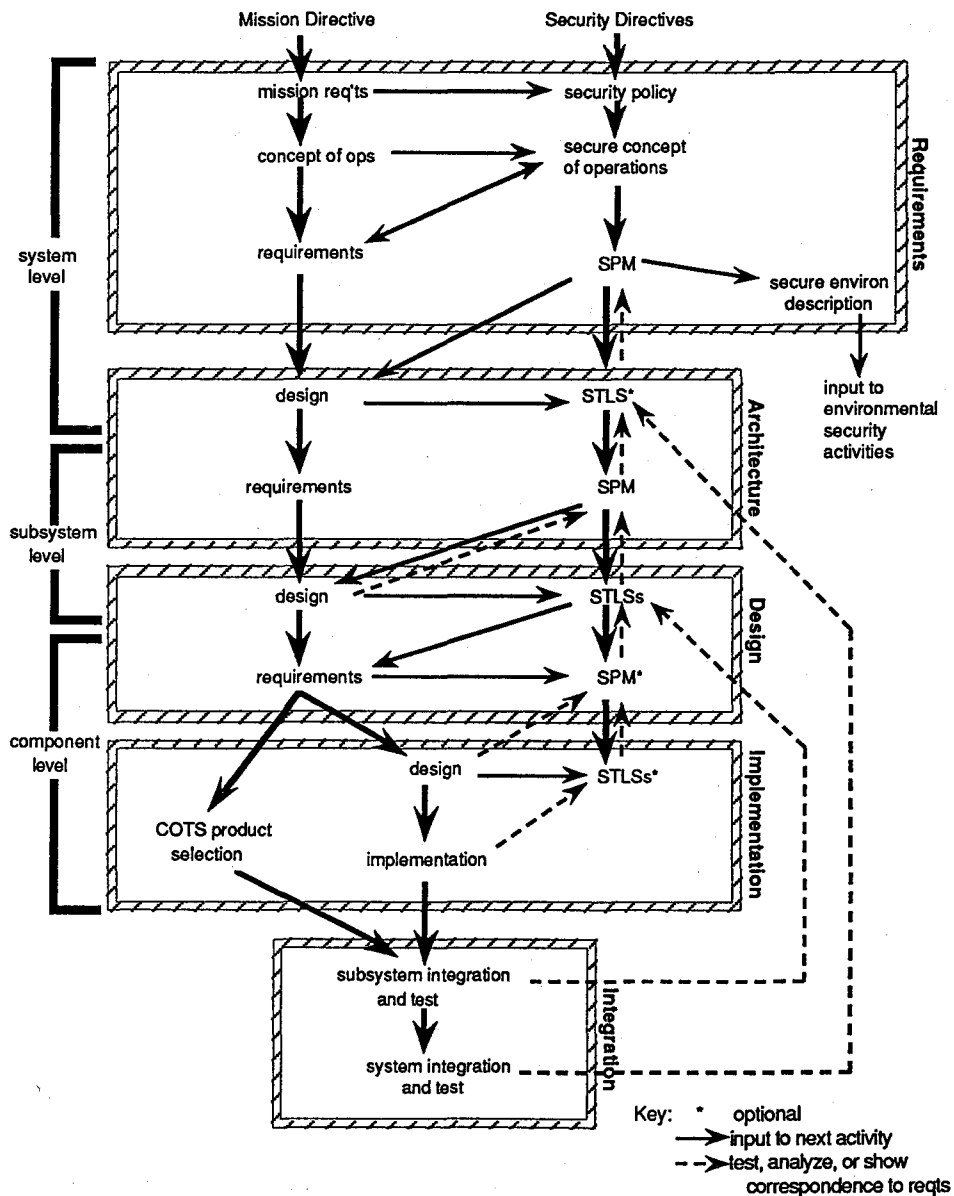 Mission Directive
Security Directives
mission req'ts
security policy
concept of ops
secure concept
of operations
Requirements
system
level
requirements
SPM
secure environ
description
input to
environmental
security
activities
design
STLS*
Architecture
requirements
SPM
subsystem
level
design
STLSs
Design
requirements
SPM*
component
level
design
STLSs*
Implementation
COTS product
selection
implementation
subsystem integration
and test
Integration
system integration
and test
Key: * optional
input to next activity
test, analyze, or show
correspondence to reqts